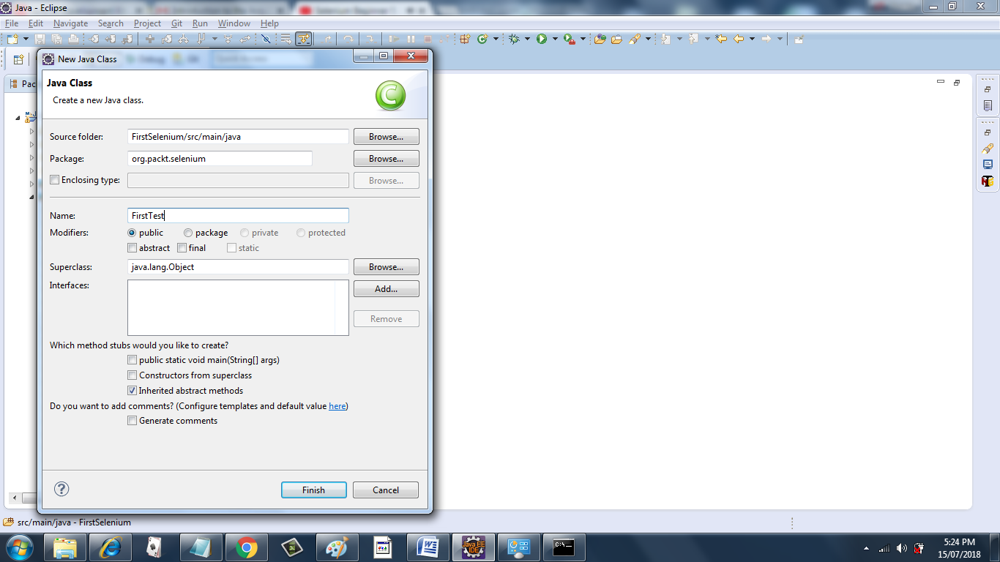 Java - Eclipse
File Edit Navigate Search Project Git Run Window Help
New Java Class
Pac
Java Class
Create a new Java class.
Source folder: FirstSelenium/src/main/java Browse...
Package: org.packt.selenium Browse...
Enclosing type: Browse...
Name: FirstTest
Modifiers: public package private protected
abstract final static
Superclass: java.lang.Object Browse...
Interfaces: Add...
Remove
Which method stubs would you like to create?
public static void main(String[] args)
Constructors from superclass
Inherited abstract methods
Do you want to add comments? (Configure templates and default value here)
Generate comments
Finish Cancel
src/main/java - FirstSelenium
Java EE
IDE
5:24 PM
15/07/2018